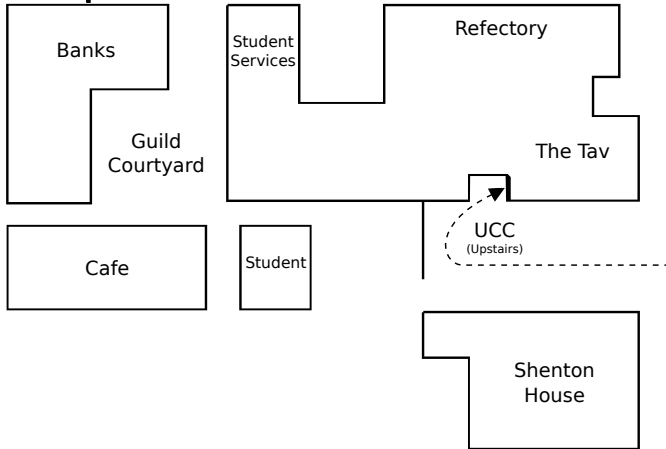 Banks
Student
Services
Refectory
Guild
Courtyard
The Tav
UCC
(Upstairs)
Cafe
Student
Shenton
House